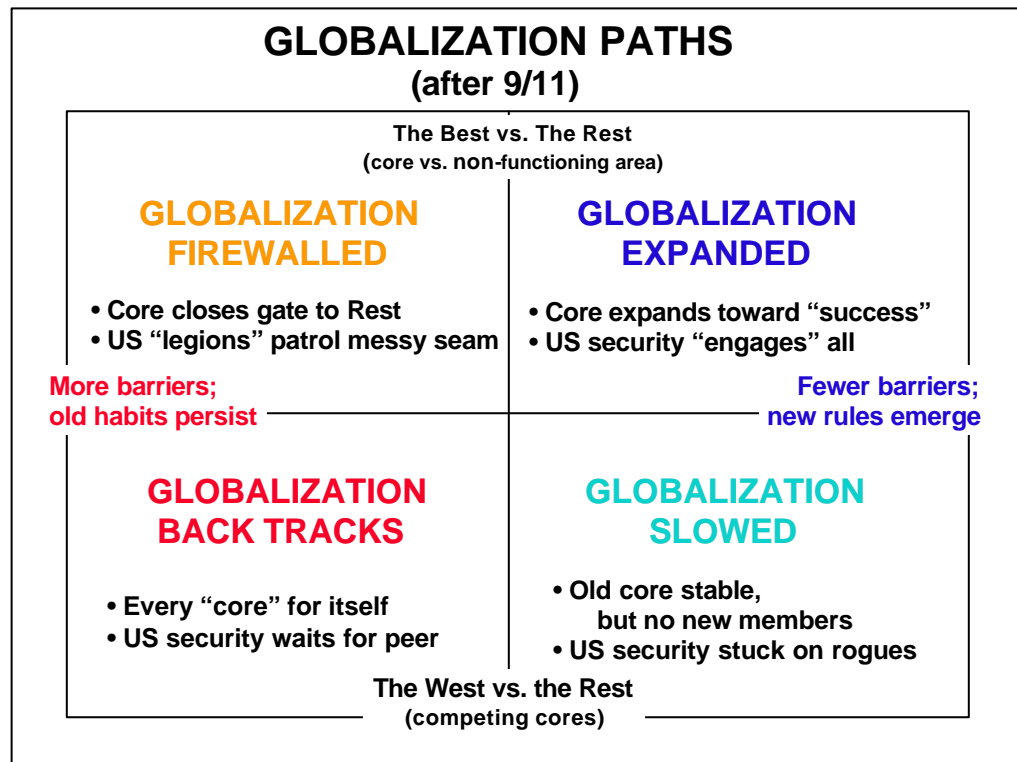 GLOBALIZATION PATHS
(after 9/11)
The Best vs. The Rest
(core vs. non-functioning area)
GLOBALIZATION
FIREWALLED
• Core closes gate to Rest
• US “legions” patrol messy seam
GLOBALIZATION
EXPANDED
• Core expands toward “success”
• US security “engages” all
More barriers;
old habits persist
Fewer barriers;
new rules emerge
GLOBALIZATION
BACK TRACKS
• Every “core” for itself
• US security waits for peer
GLOBALIZATION
SLOWED
• Old core stable,
but no new members
• US security stuck on rogues
The West vs. the Rest
(competing cores)